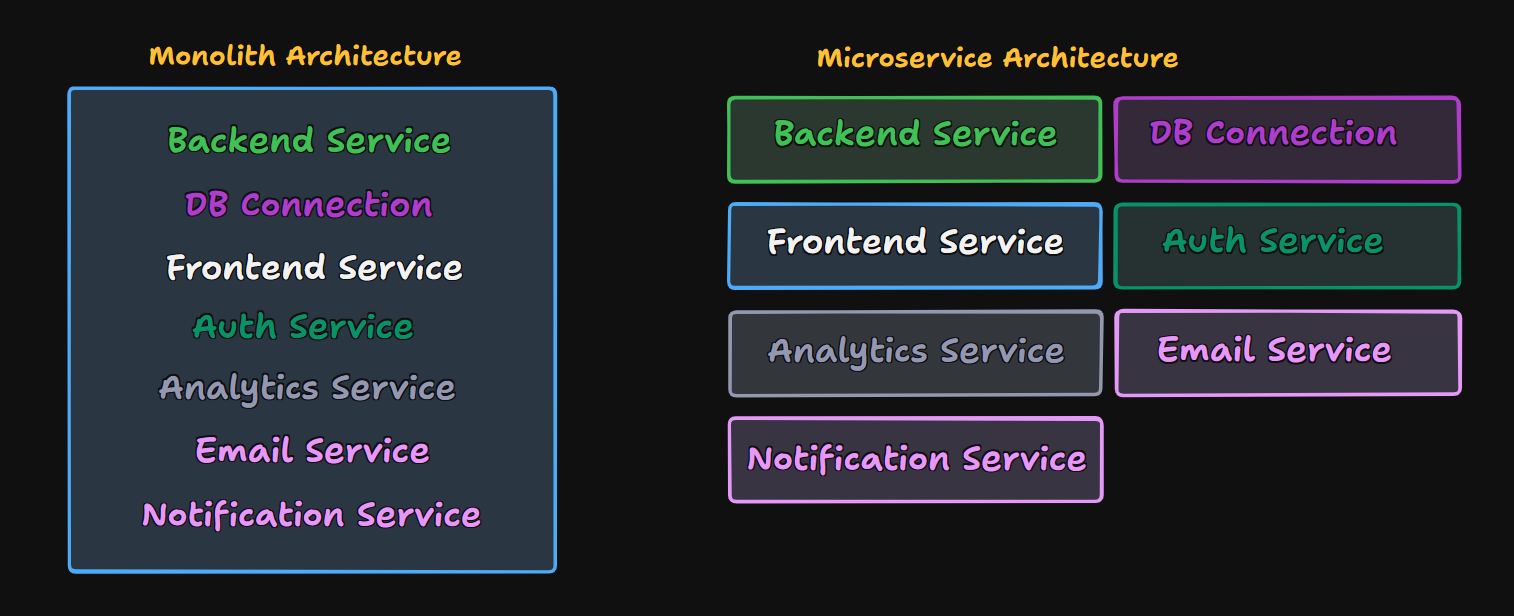 Monolith Architecture
Backend Service
DB Connection
Frontend Service
Auth Service
Analytics Service
Email Service
Notification Service
Microservice Architecture
Backend Service
DB Connection
Frontend Service
Auth Service
Analytics Service
Email Service
Notification Service